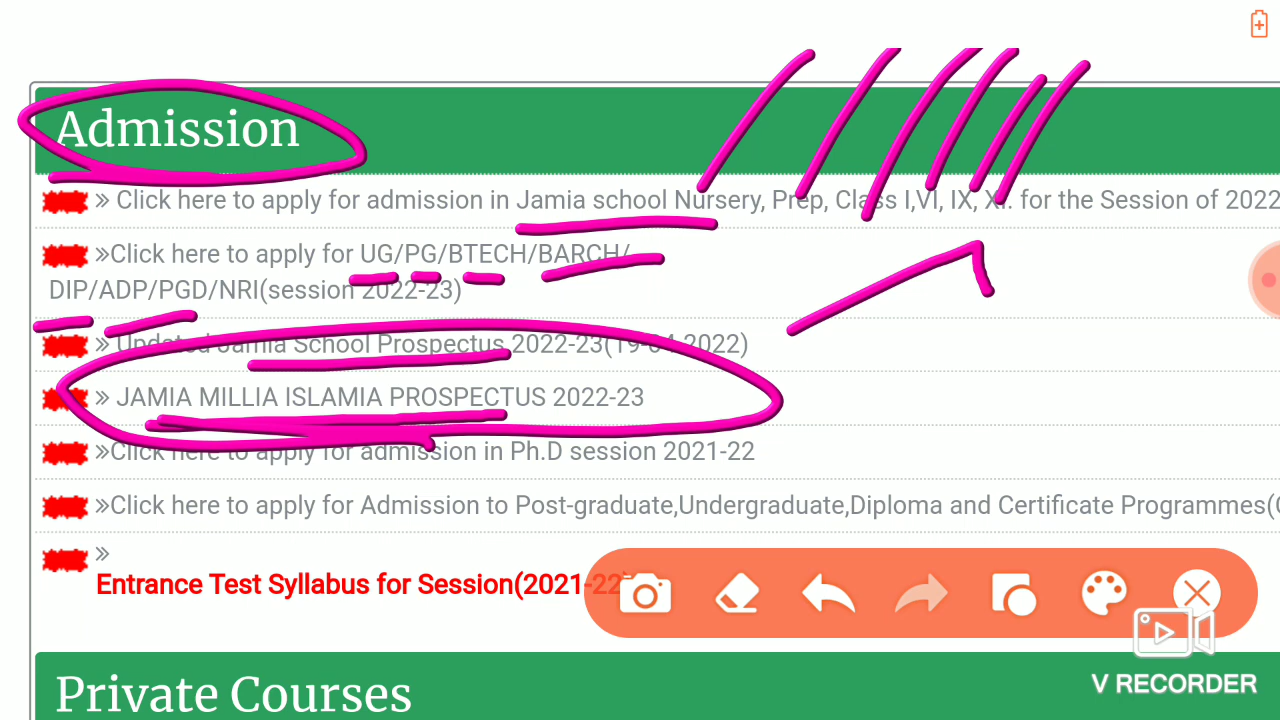 Admission
» Click here to apply for admission in Jamia school Nursery, Prep, Class I,VI, IX, XI. for the Session of 2022
»Click here to apply for UG/PG/BTECH/BARCH/
DIP/ADP/PGD/NRI(session 2022-23)
» Updated Jamia School Prospectus 2022-23(19-04-2022)
» JAMIA MILLIA ISLAMIA PROSPECTUS 2022-23
»Click here to apply for admission in Ph.D session 2021-22
»Click here to apply for Admission to Post-graduate,Undergraduate,Diploma and Certificate Programmes(
»
Entrance Test Syllabus for Session(2021-22)
Private Courses
V RECORDER